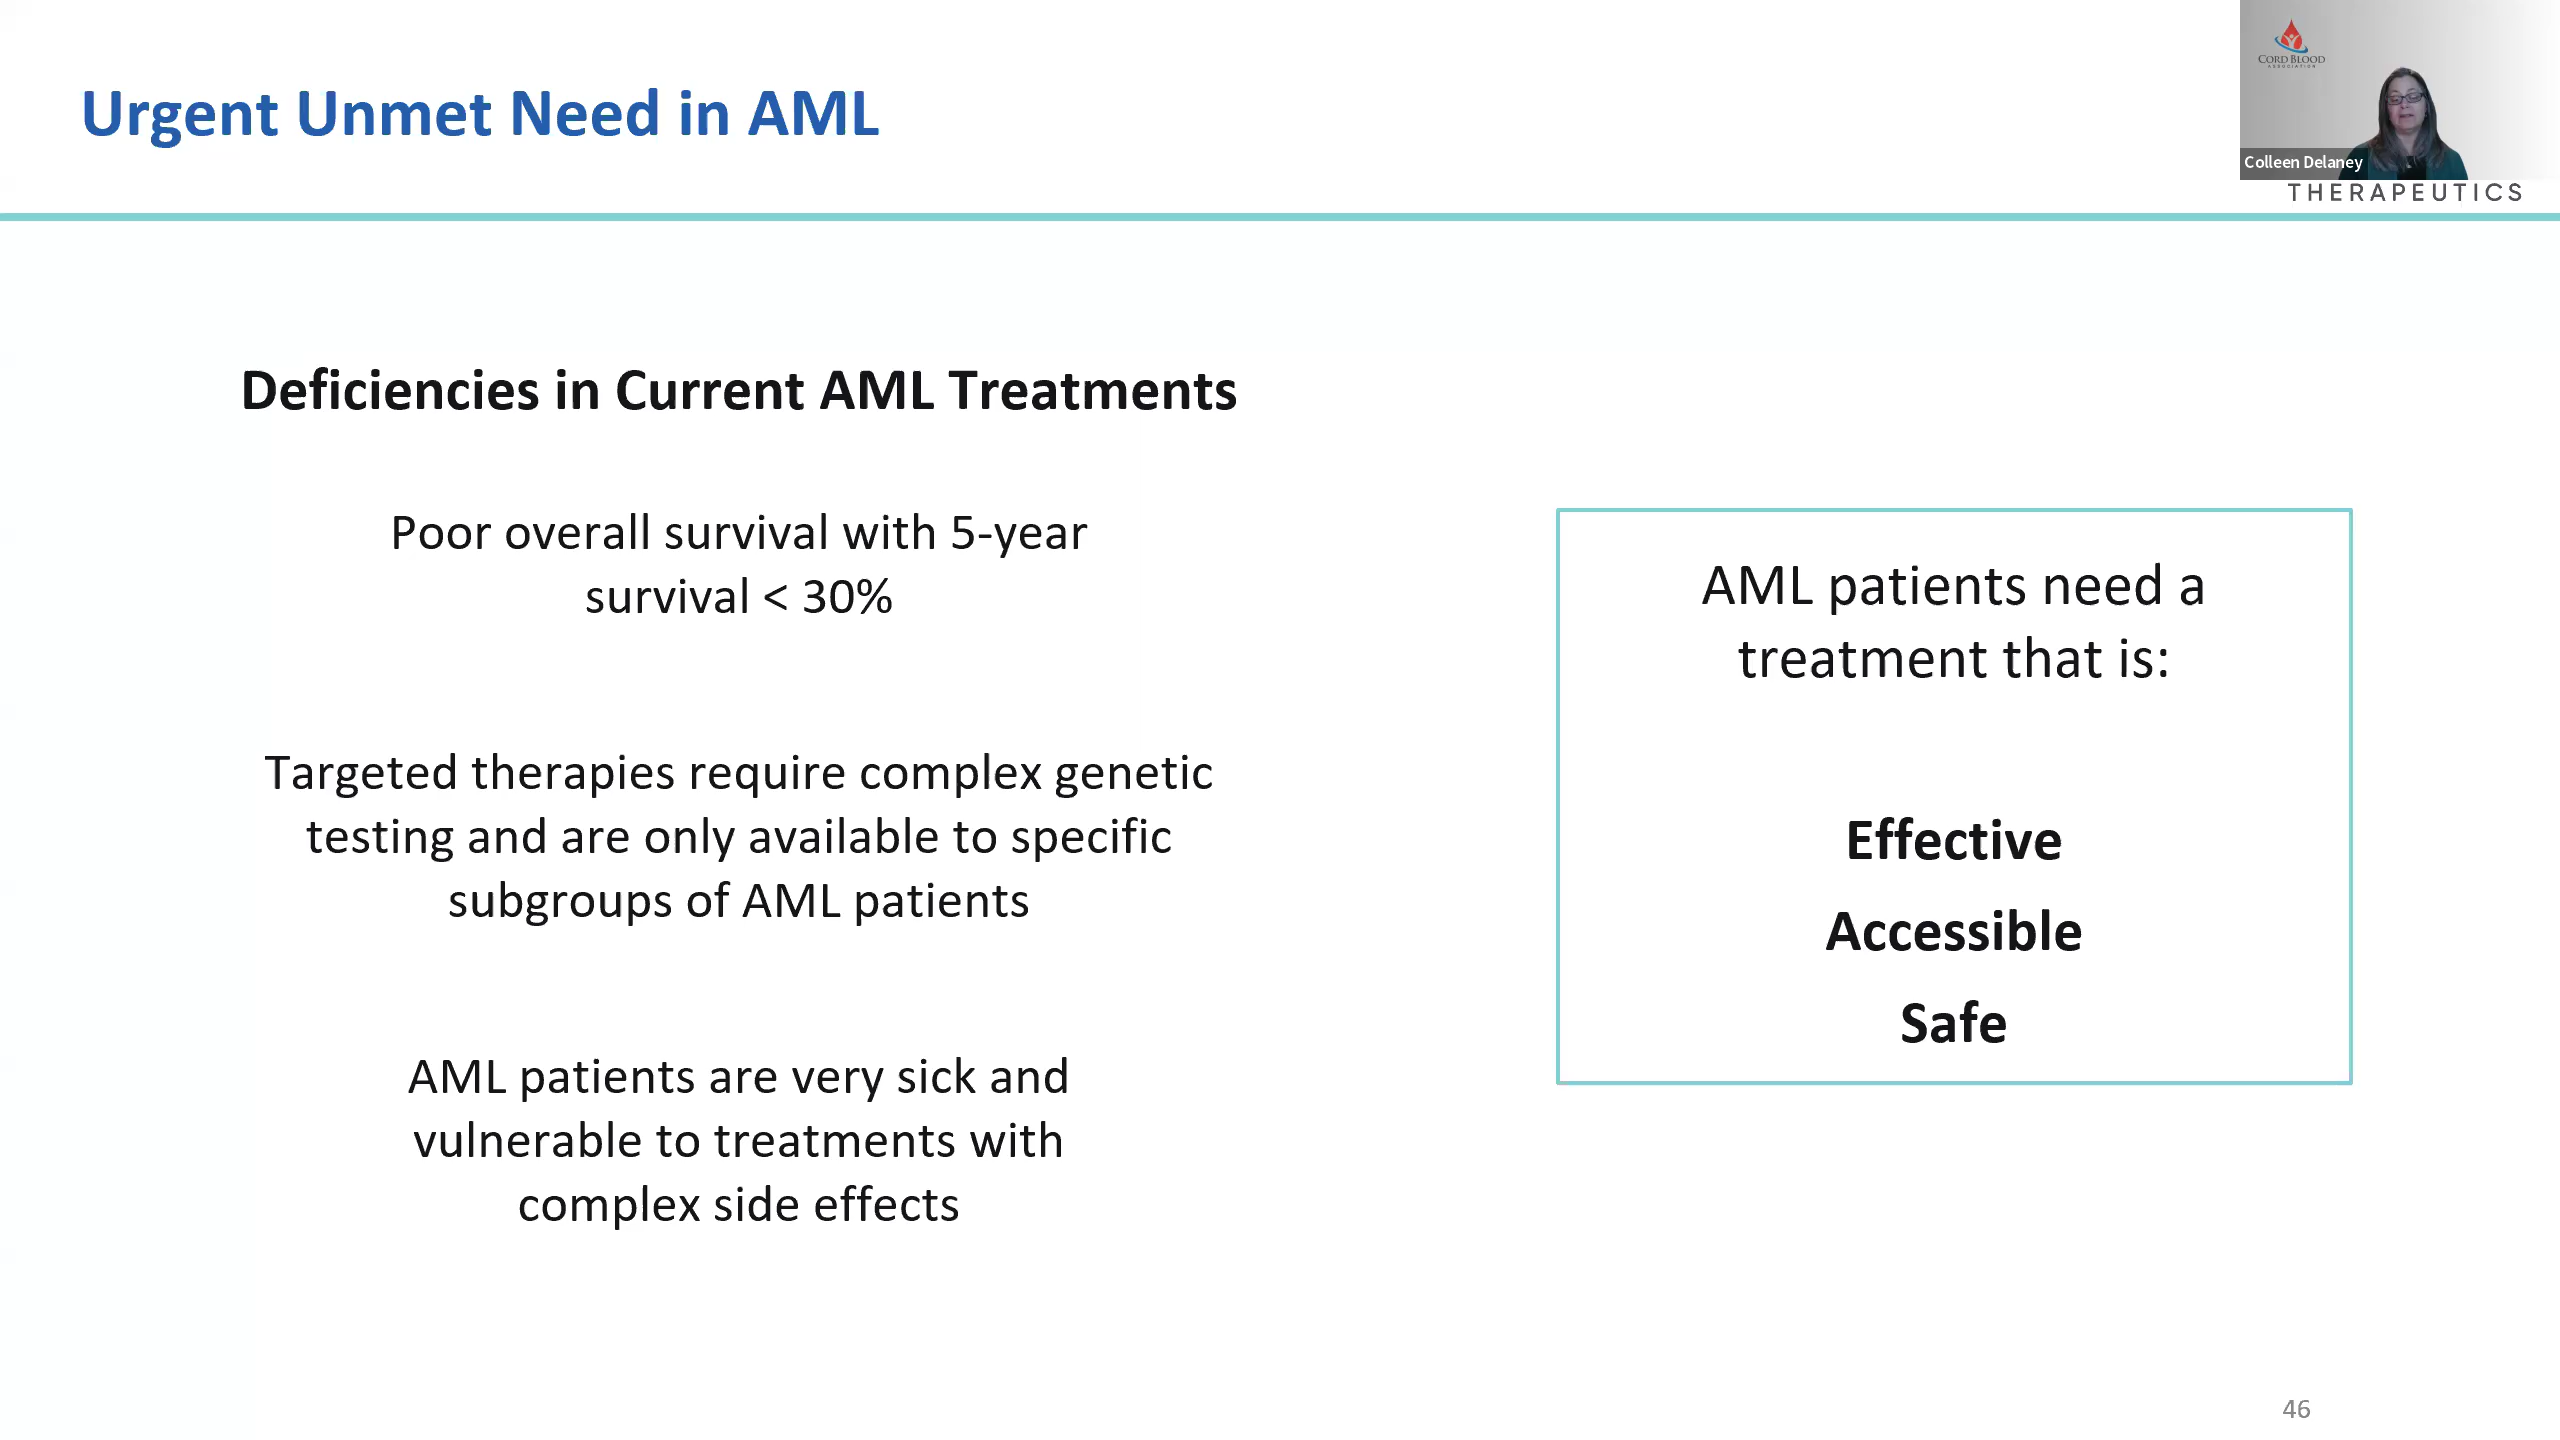 Urgent Unmet Need in AML
CORD BLOOD
ASSOCIATION
Colleen Delaney
THERAPEUTICS
Deficiencies in Current AML Treatments
Poor overall survival with 5-year
survival < 30%
Targeted therapies require complex genetic
testing and are only available to specific
subgroups of AML patients
AML patients are very sick and
vulnerable to treatments with
complex side effects
AML patients need a
treatment that is:
Effective
Accessible
Safe
46